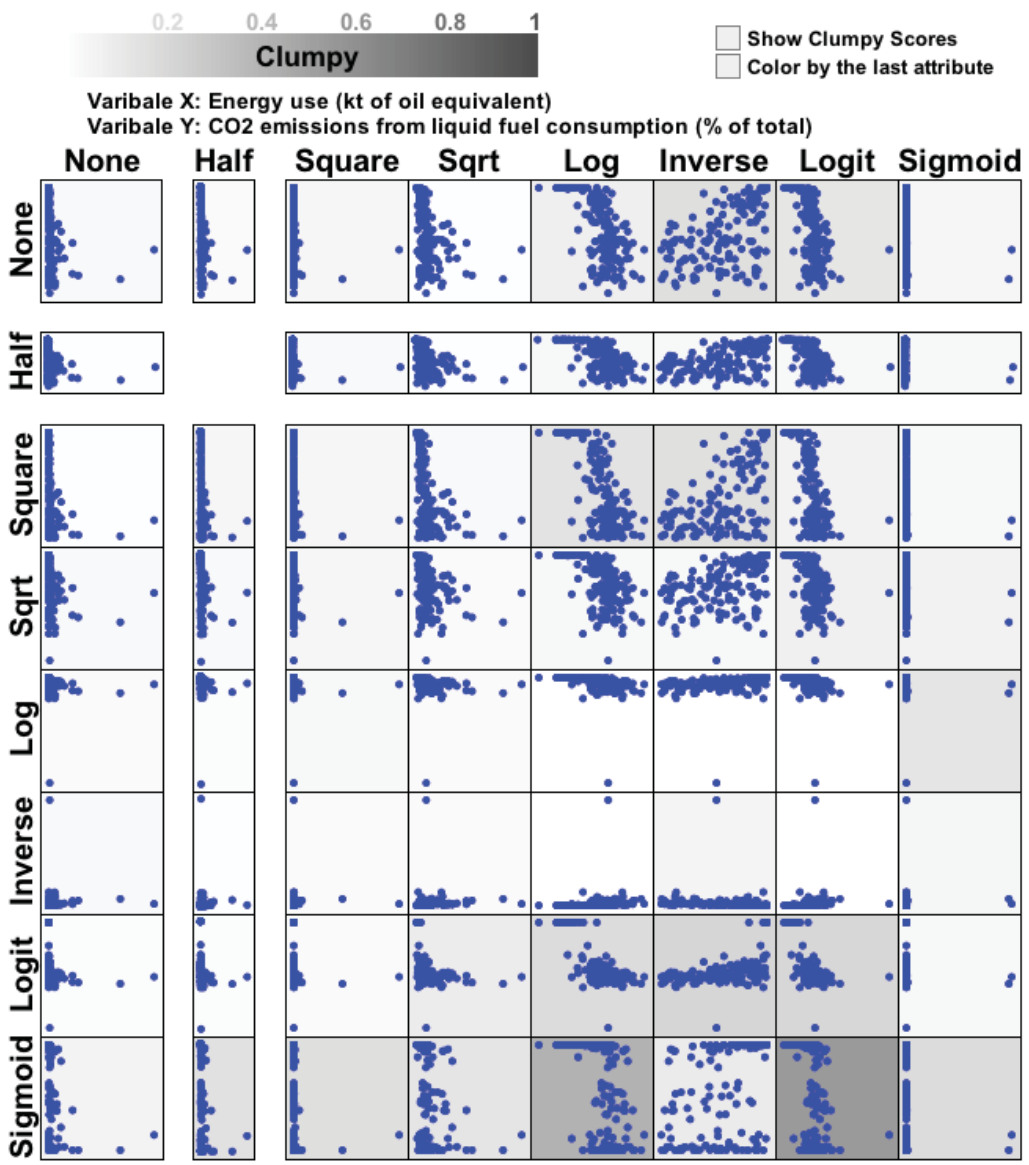 0.2 0.4 0.6 0.8 1
Clumpy
Show Clumpy Scores
Color by the last attribute
Varibale X: Energy use (kt of oil equivalent)
Varibale Y: CO2 emissions from liquid fuel consumption (% of total)
None Half Square Sqrt Log Inverse Logit Sigmoid
None
Half
Square
Sqrt
Log
Inverse
Logit
Sigmoid